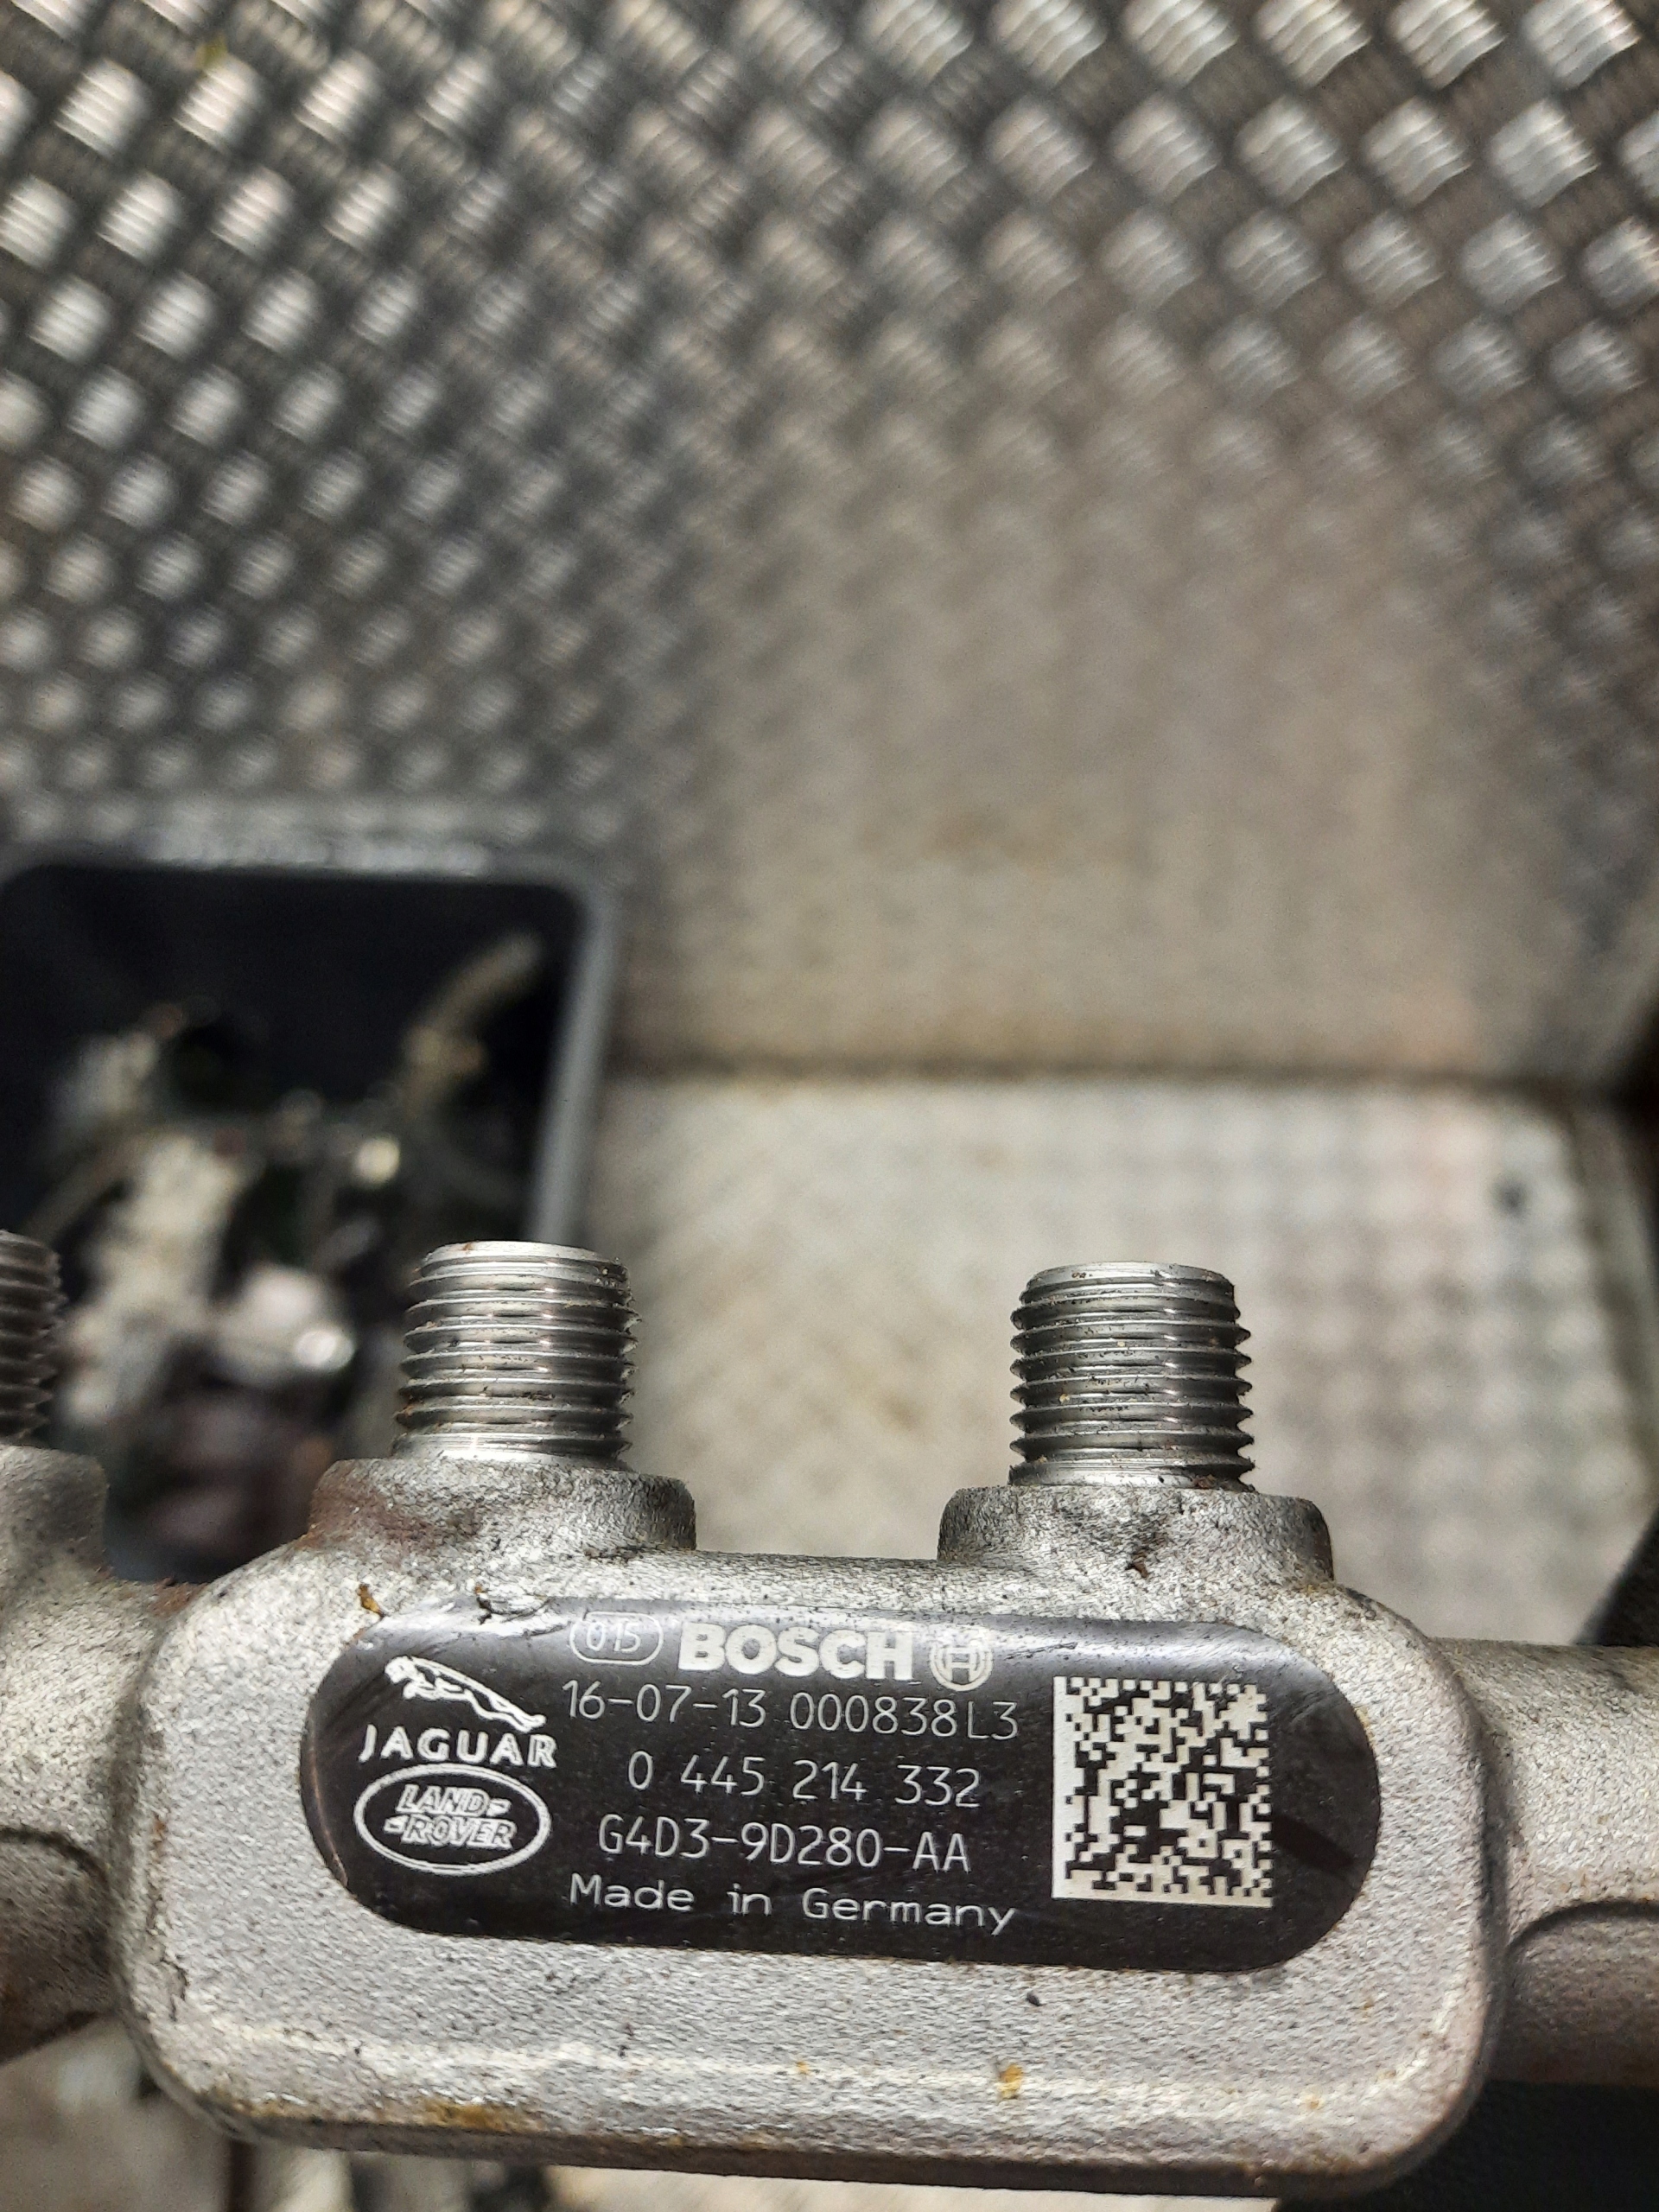 015 BOSCH
16-07-13 000838L3
JAGUAR
0 445 214 332
LAND-
-ROVER
G4D3-9D280-AA
Made in Germany